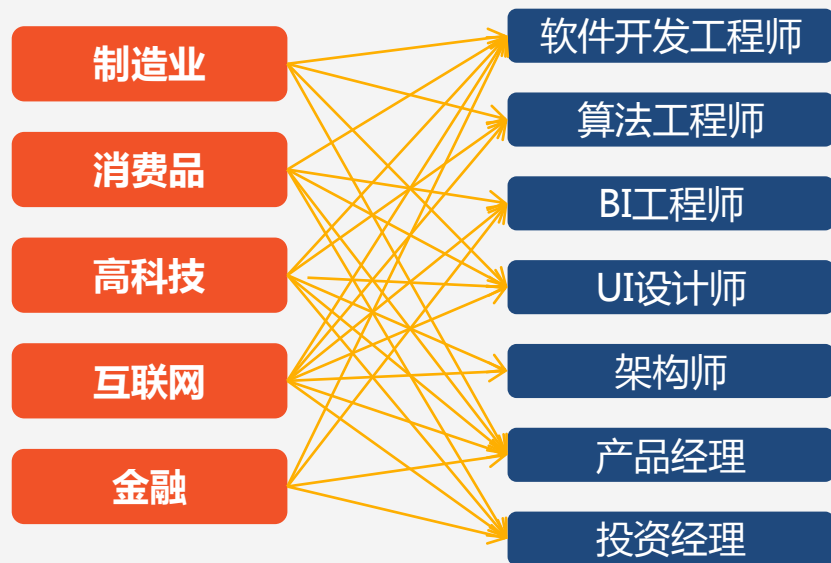 制造业
消费品
高科技
互联网
金融
软件开发工程师
算法工程师
BI工程师
UI设计师
架构师
产品经理
投资经理